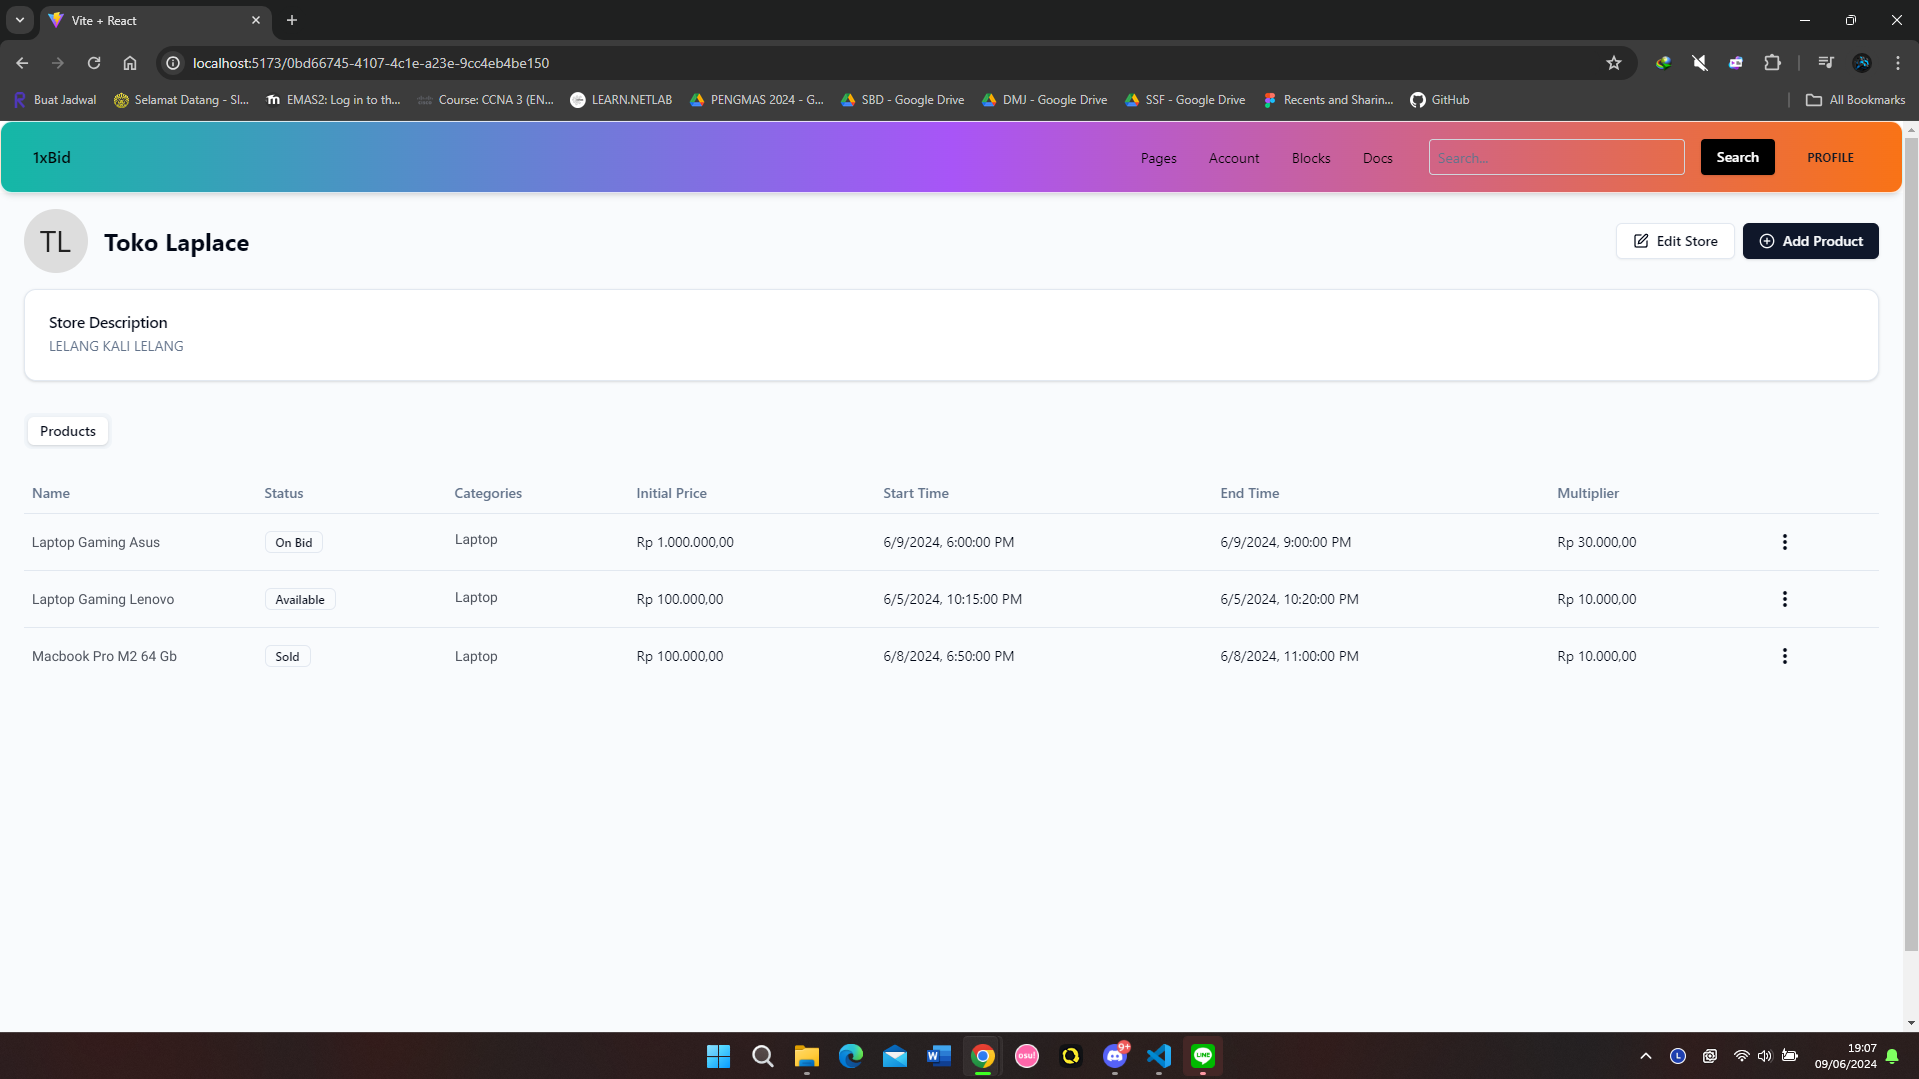 Vite + React
localhost:5173/0bd66745-4107-4c1e-a23e-9cc4eb4be150
Buat Jadwal Selamat Datang - SI... EMAS2: Log in to th... Course: CCNA 3 (EN... LEARN.NETLAB PENGMAS 2024 - G... SBD - Google Drive DMJ - Google Drive SSF - Google Drive Recents and Sharin... GitHub All Bookmarks
1xBid Pages Account Blocks Docs Search... Search PROFILE
TL Toko Laplace Edit Store Add Product
Store Description
LELANG KALI LELANG
Products
Name Status Categories Initial Price Start Time End Time Multiplier
Laptop Gaming Asus On Bid Laptop Rp 1.000.000,00 6/9/2024, 6:00:00 PM 6/9/2024, 9:00:00 PM Rp 30.000,00
Laptop Gaming Lenovo Available Laptop Rp 100.000,00 6/5/2024, 10:15:00 PM 6/5/2024, 10:20:00 PM Rp 10.000,00
Macbook Pro M2 64 Gb Sold Laptop Rp 100.000,00 6/8/2024, 6:50:00 PM 6/8/2024, 11:00:00 PM Rp 10.000,00
osu! 9+ LINE L 19:07
09/06/2024